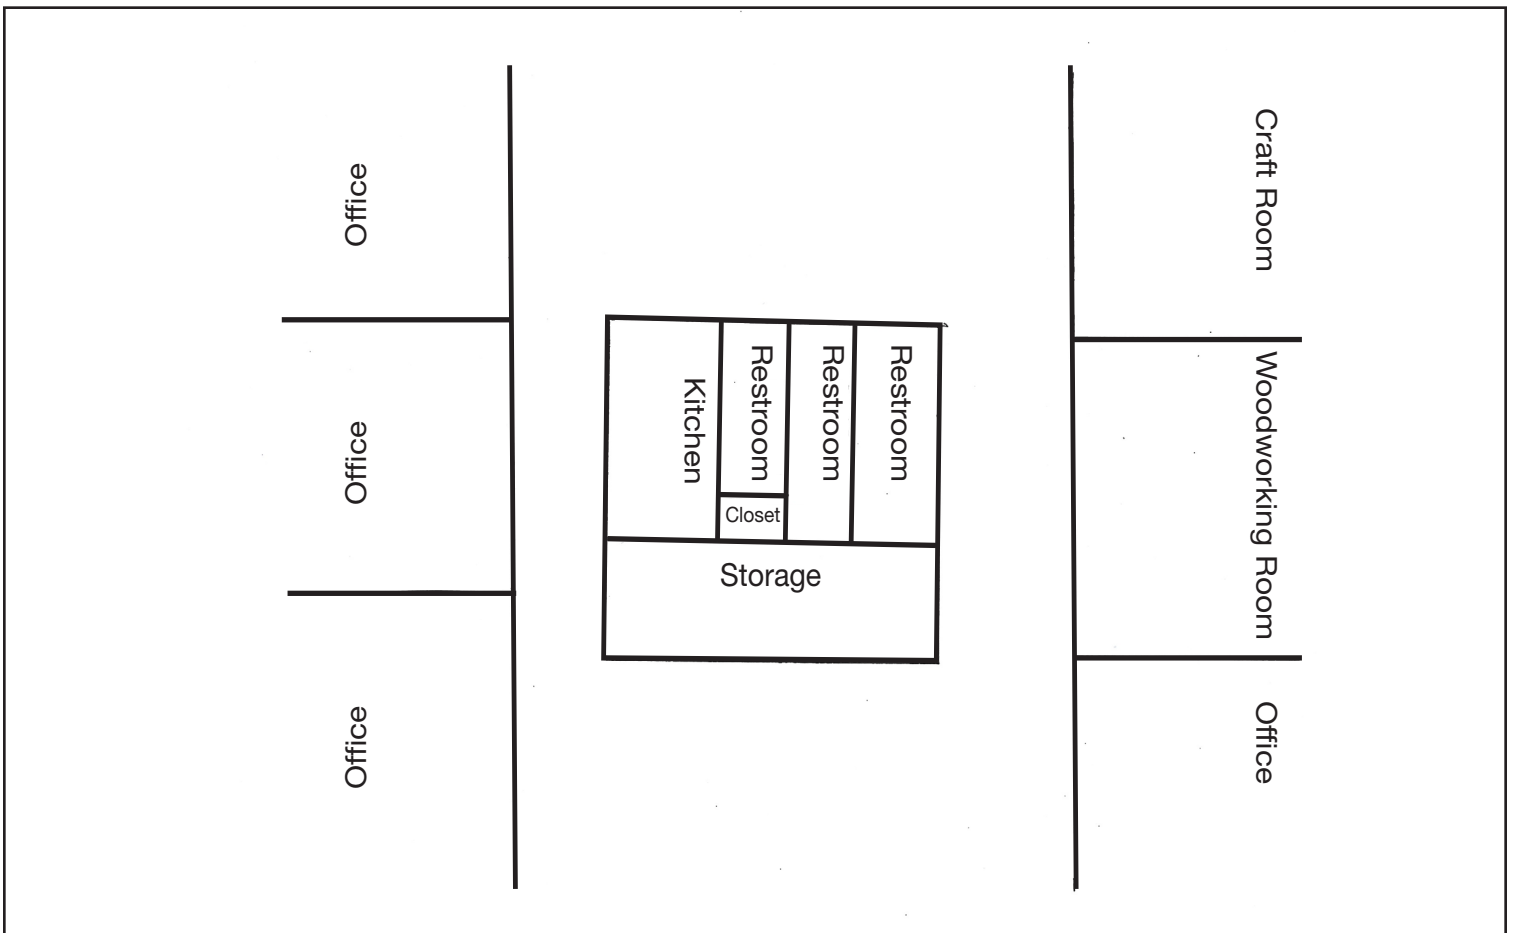 Office
Office
Office
Kitchen
Restroom
Closet
Restroom
Restroom
Storage
Craft Room
Woodworking Room
Office